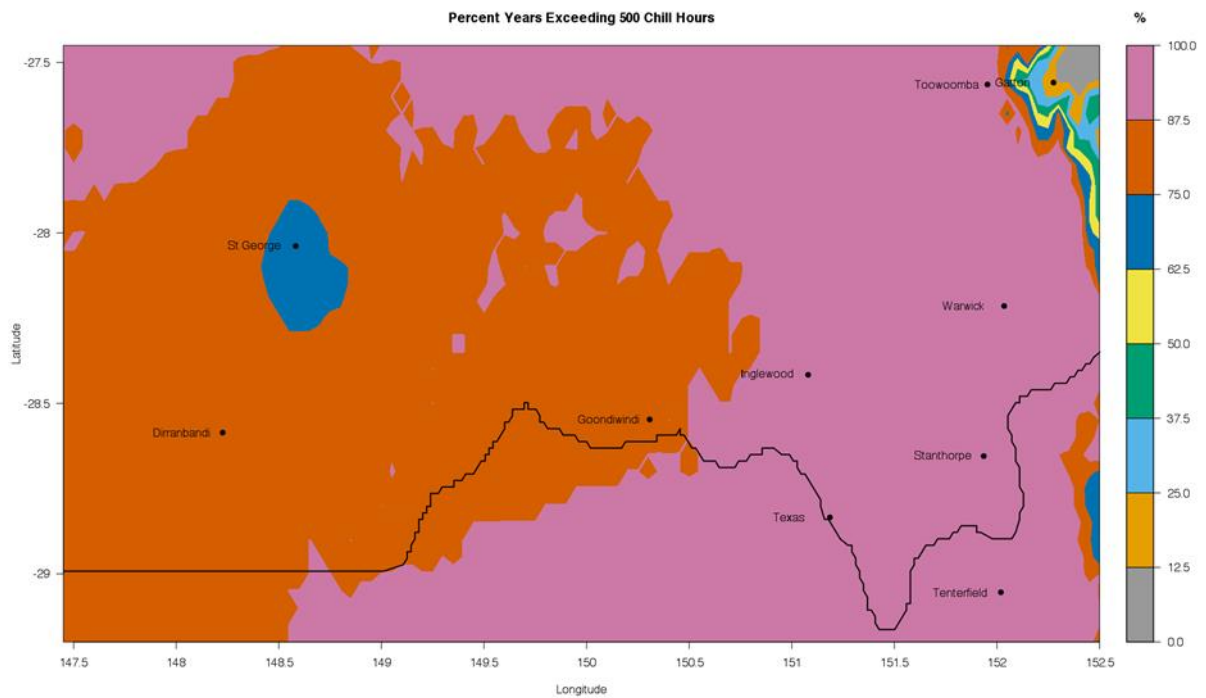 Percent Years Exceeding 500 Chill Hours
%
-27.5
-28
-28.5
-29
Latitude
Toowoomba
Gatton
St George
Warwick
Inglewood
Goondiwindi
Dirranbandi
Stanthorpe
Texas
Tenterfield
100.0
87.5
75.0
62.5
50.0
37.5
25.0
12.5
0.0
147.5 148 148.5 149 149.5 150 150.5 151 151.5 152 152.5
Longitude